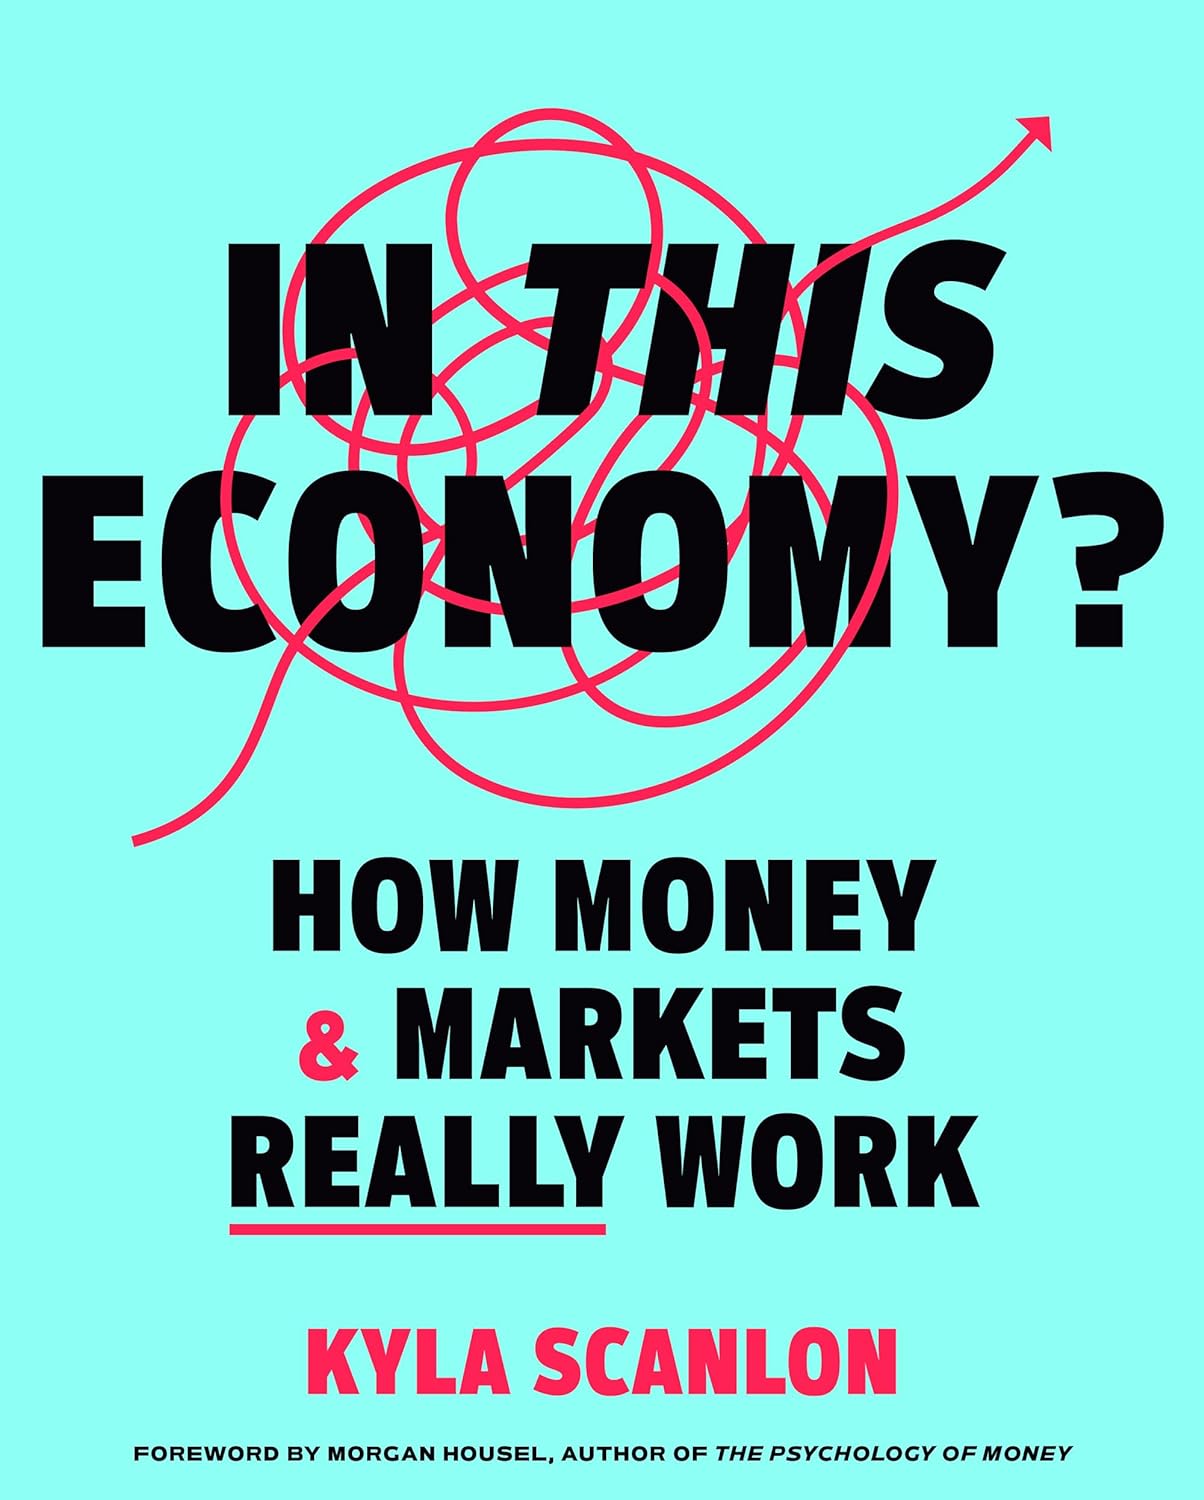 IN THIS
ECONOMY?
HOW MONEY
& MARKETS
REALLY WORK
KYLA SCANLON
FOREWORD BY MORGAN HOUSEL, AUTHOR OF THE PSYCHOLOGY OF MONEY